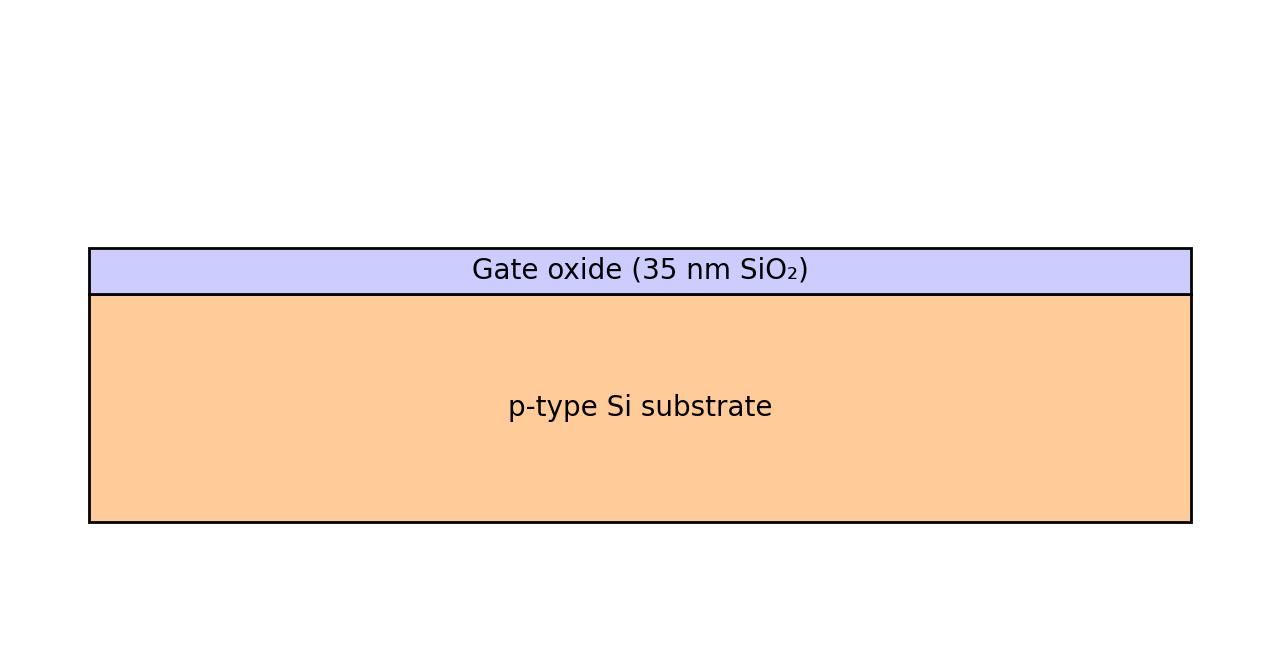 Gate oxide (35 nm SiO₂)
p-type Si substrate